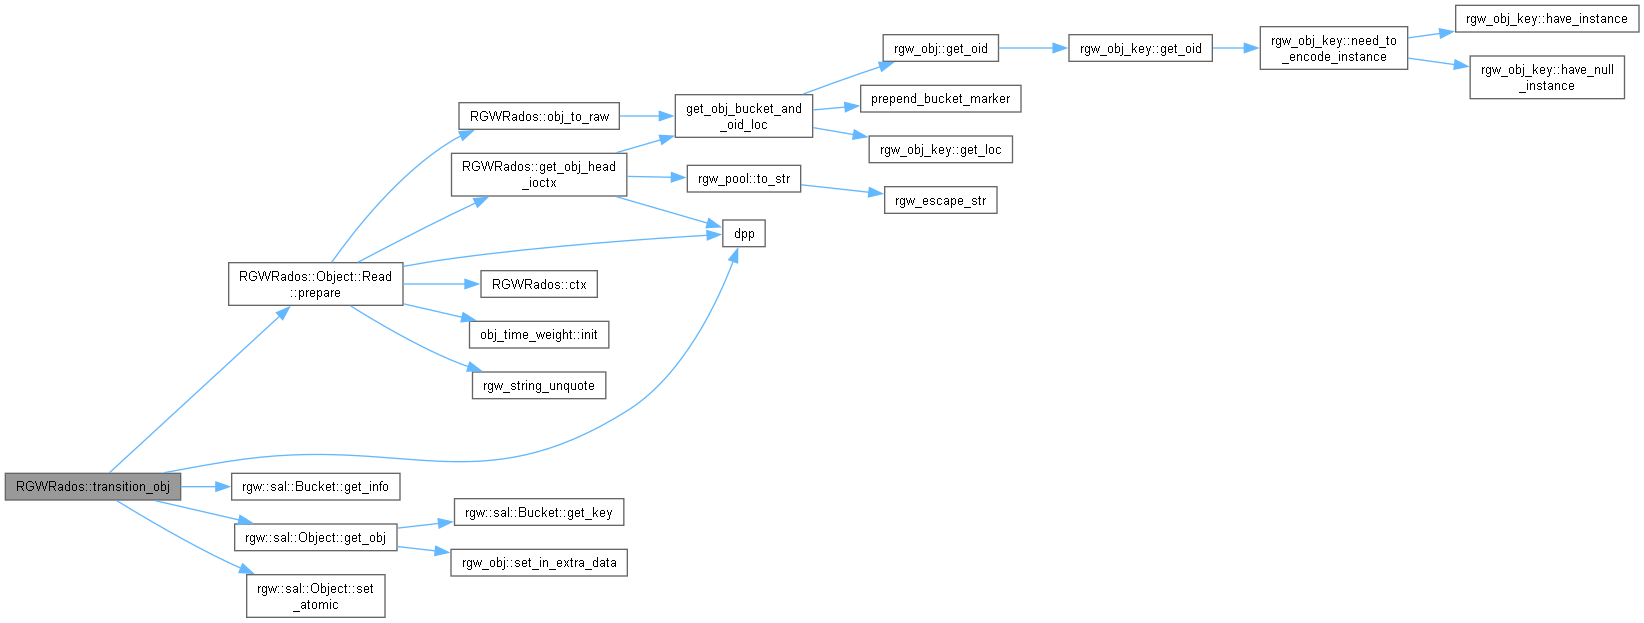 rgw_obj_key::have_instance
rgw_obj::get_oid
rgw_obj_key::get_oid
rgw_obj_key::need_to
_encode_instance
rgw_obj_key::have_null
_instance
prepend_bucket_marker
RGWRados::obj_to_raw
get_obj_bucket_and
_oid_loc
rgw_obj_key::get_loc
RGWRados::get_obj_head
_ioctx
rgw_pool::to_str
rgw_escape_str
dpp
RGWRados::Object::Read
::prepare
RGWRados::ctx
obj_time_weight::init
rgw_string_unquote
RGWRados::transition_obj
rgw::sal::Bucket::get_info
rgw::sal::Bucket::get_key
rgw::sal::Object::get_obj
rgw_obj::set_in_extra_data
rgw::sal::Object::set
_atomic